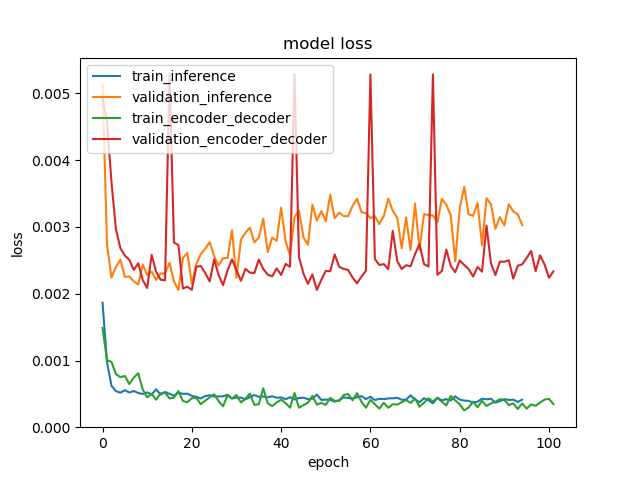 model loss
train_inference
validation_inference
train_encoder_decoder
validation_encoder_decoder
loss
0.005
0.004
0.003
0.002
0.001
0.000
0 20 40 60 80 100
epoch